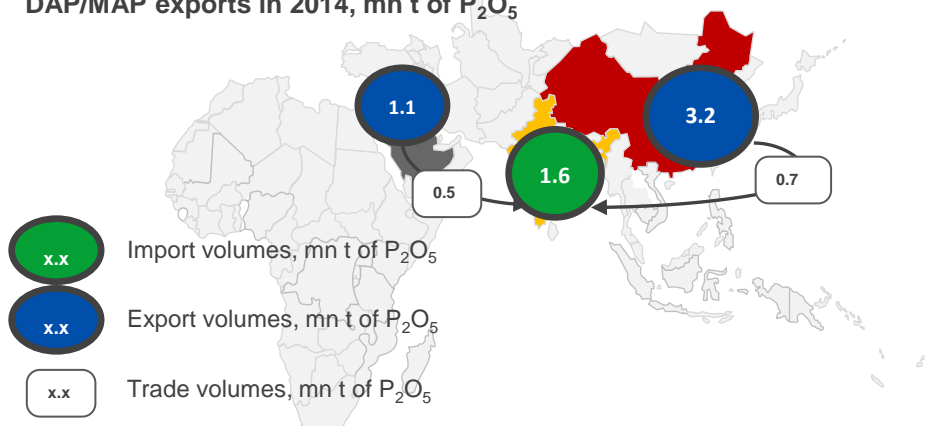 DAP/MAP exports in 2014, mn t of P₂O₅
1.1
3.2
1.6
0.5
0.7
x.x Import volumes, mn t of P₂O₅
x.x Export volumes, mn t of P₂O₅
x.x Trade volumes, mn t of P₂O₅